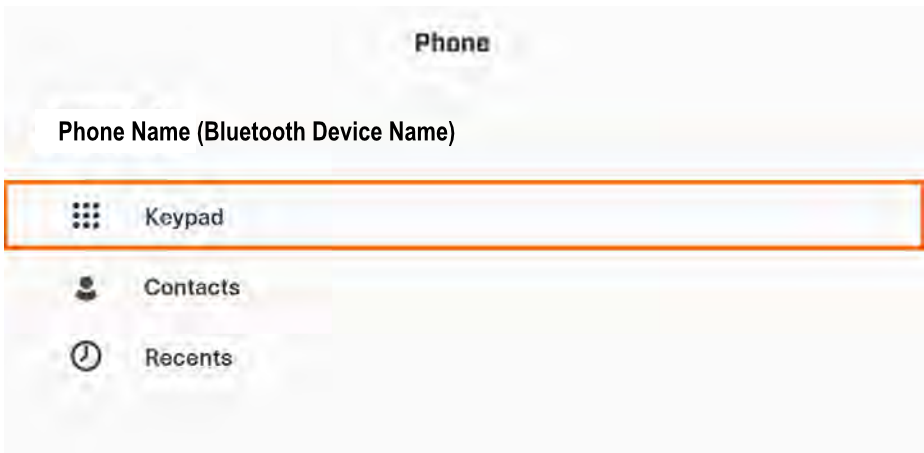 Phone
Phone Name (Bluetooth Device Name)
Keypad
Contacts
Recents